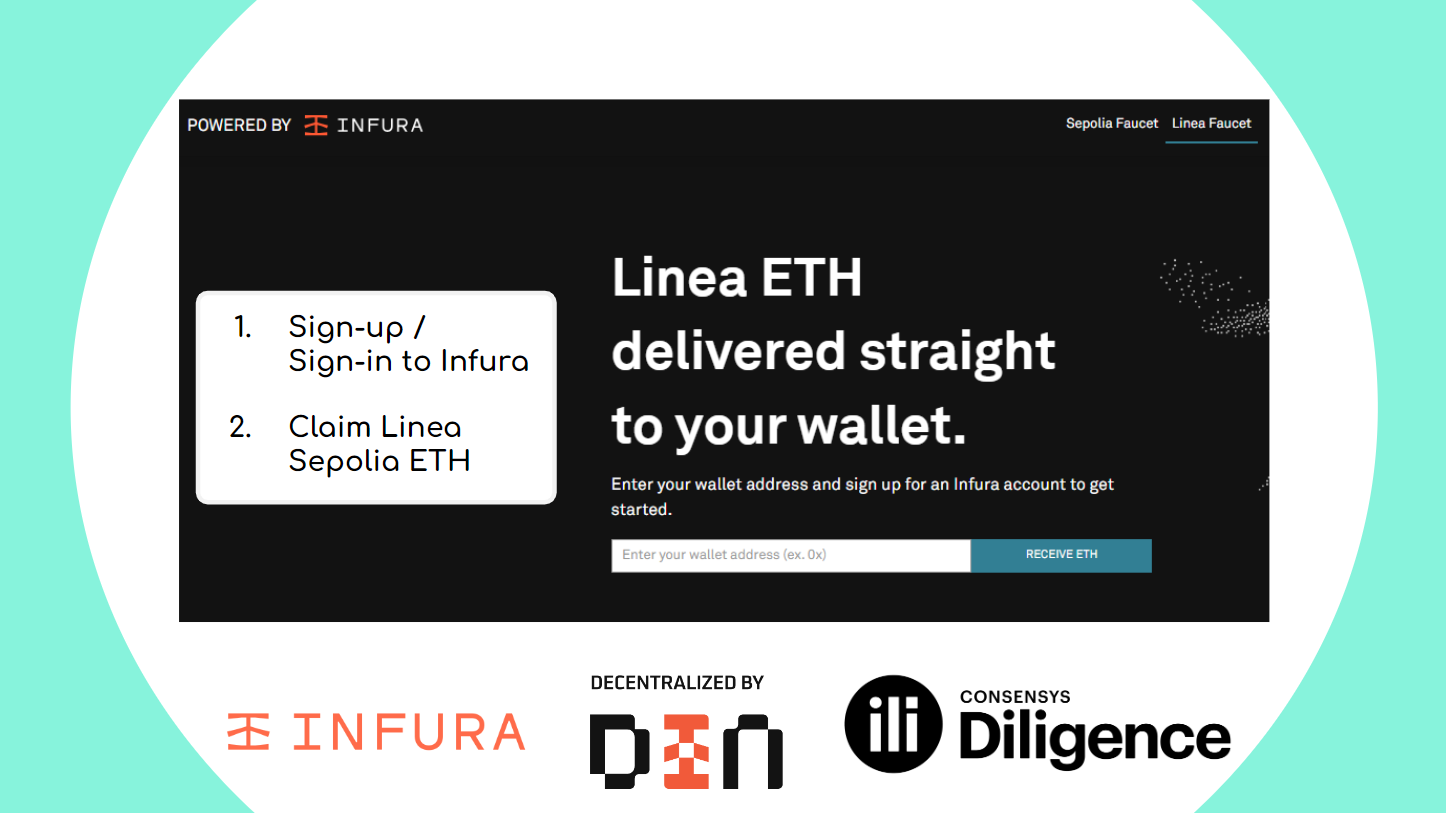 POWERED BY INFURA
Sepolia Faucet Linea Faucet
1. Sign-up /
Sign-in to Infura
2. Claim Linea
Sepolia ETH
Linea ETH
delivered straight
to your wallet.
Enter your wallet address and sign up for an Infura account to get
started.
Enter your wallet address (ex. 0x)
RECEIVE ETH
INFURA
DECENTRALIZED BY
DIN
CONSENSYS
Diligence